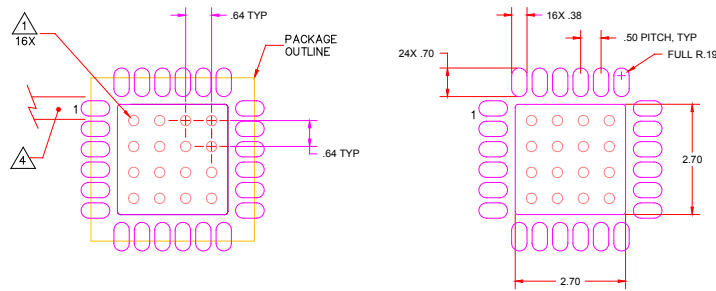 1
16X
.64 TYP
PACKAGE
OUTLINE
1
4
.64 TYP
16X .38
.50 PITCH, TYP
24X .70
FULL R.19
1
2.70
2.70